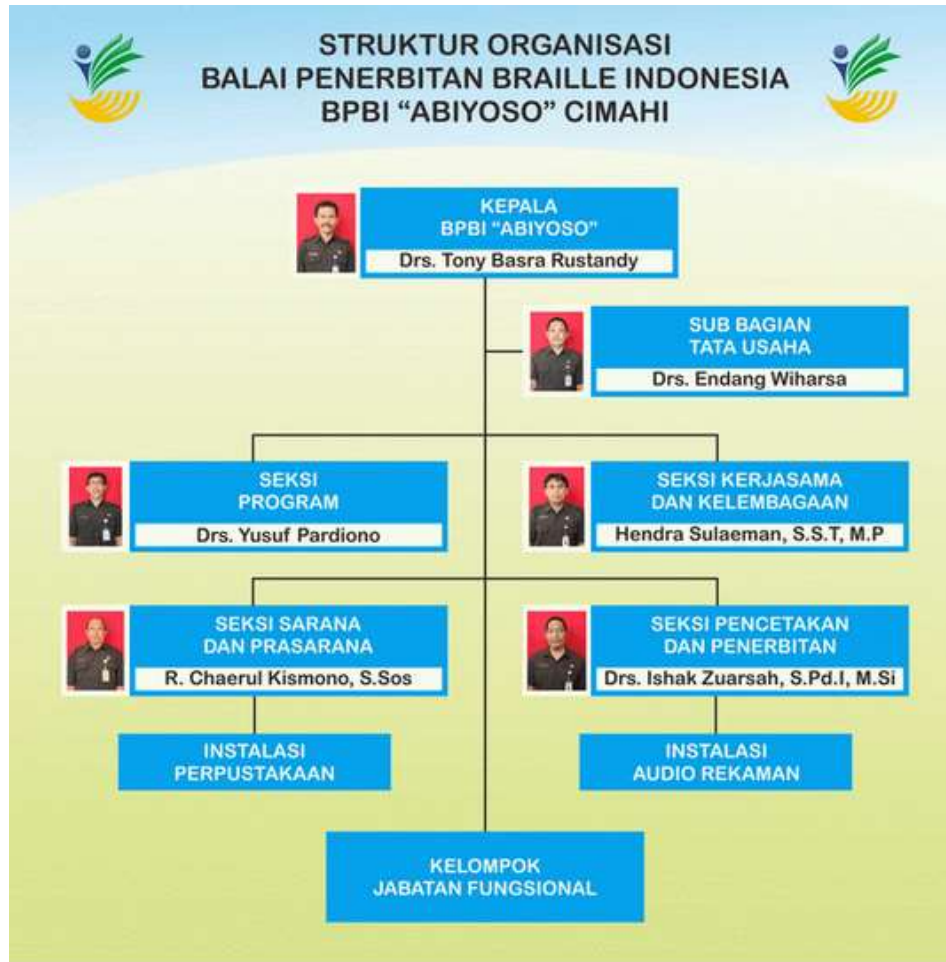 STRUKTUR ORGANISASI
BALAI PENERBITAN BRAILLE INDONESIA
BPBI “ABIYOSO” CIMAHI
KEPALA
BPBI “ABIYOSO”
Drs. Tony Basra Rustandy
SUB BAGIAN
TATA USAHA
Drs. Endang Wiharsa
SEKSI
PROGRAM
Drs. Yusuf Pardiono
SEKSI KERJASAMA
DAN KELEMBAGAAN
Hendra Sulaeman, S.S.T, M.P
SEKSI SARANA
DAN PRASARANA
R. Chaerul Kismono, S.Sos
SEKSI PENCETAKAN
DAN PENERBITAN
Drs. Ishak Zuarsah, S.Pd.I, M.Si
INSTALASI
PERPUSTAKAAN
INSTALASI
AUDIO REKAMAN
KELOMPOK
JABATAN FUNGSIONAL